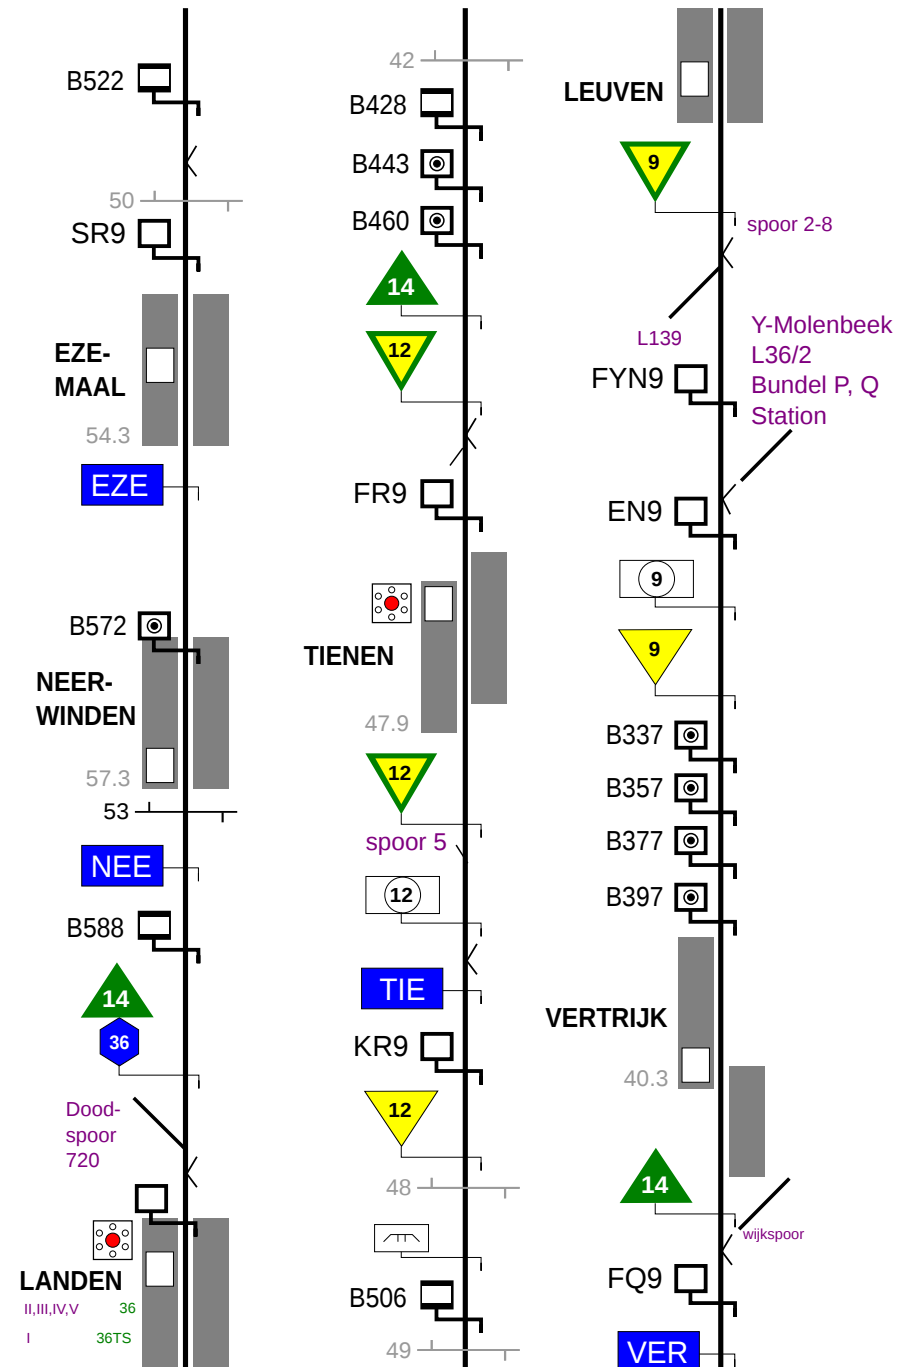 B522
50
SR9
EZE-
MAAL
54.3
EZE
B572
NEER-
WINDEN
57.3
53
NEE
B588
14
36
Dood-
spoor
720
LANDEN
II,III,IV,V 36
I 36TS
42
B428
B443
B460
14
12
FR9
TIENEN
47.9
12
spoor 5
12
TIE
KR9
12
48
B506
49
LEUVEN
9
spoor 2-8
L139
Y-Molenbeek
L36/2
Bundel P, Q
Station
FYN9
EN9
9
9
B337
B357
B377
B397
VERTRIJK
40.3
14
wijkspoor
FQ9
VER